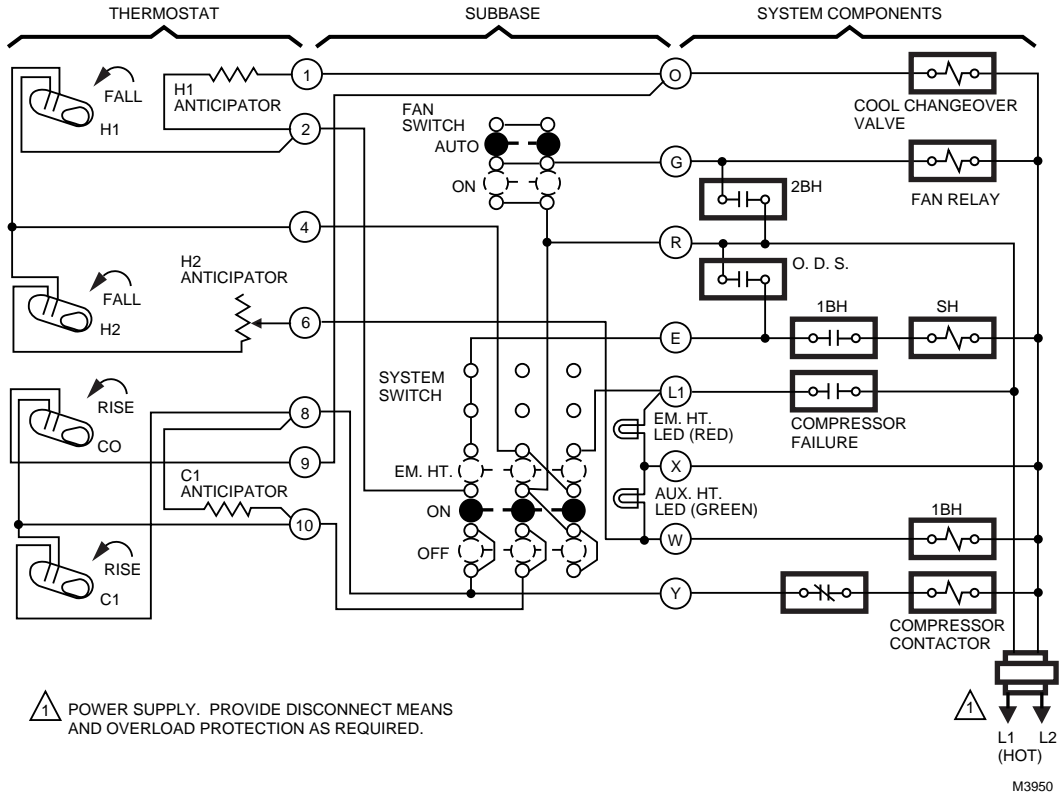 THERMOSTAT
SUBBASE
SYSTEM COMPONENTS
FALL
H1
H1
ANTICIPATOR
1
2
FAN
SWITCH
AUTO
ON
O
COOL CHANGEOVER
VALVE
G
2BH
FAN RELAY
4
R
O. D. S.
H2
ANTICIPATOR
FALL
H2
6
E
1BH
SH
SYSTEM
SWITCH
RISE
CO
8
L1
EM. HT.
LED (RED)
COMPRESSOR
FAILURE
9
EM. HT.
X
C1
ANTICIPATOR
ON
AUX. HT.
LED (GREEN)
10
W
1BH
OFF
RISE
C1
Y
COMPRESSOR
CONTACTOR
1
POWER SUPPLY. PROVIDE DISCONNECT MEANS
AND OVERLOAD PROTECTION AS REQUIRED.
1
L1
(HOT)
L2
M3950